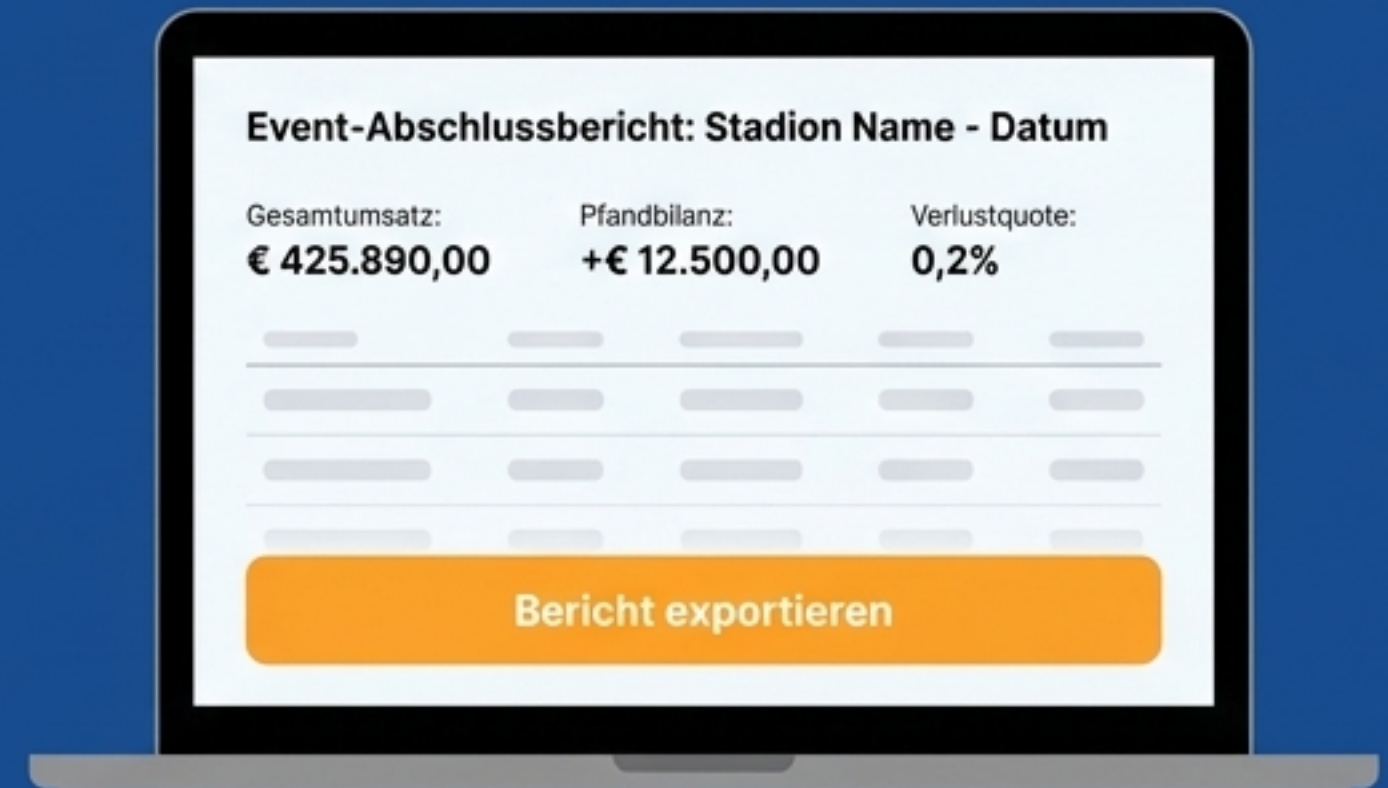 Event-Abschlussbericht: Stadion Name - Datum
Gesamtumsatz: Pfandbilanz: Verlustquote:
€ 425.890,00 +€ 12.500,00 0,2%
Bericht exportieren